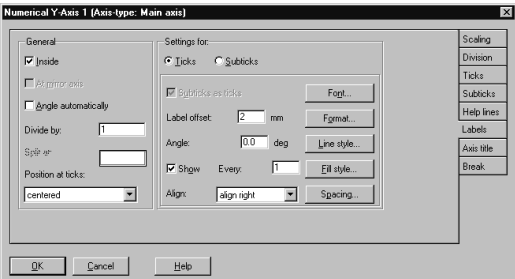 Numerical Y-Axis 1 (Axis-type: Main axis)
General
Inside
At mirror axis
Angle automatically
Divide by: 1
Split at:
Position at ticks:
centered
Settings for:
Ticks Subticks
Subticks as ticks
Font...
Label offset: 2 mm
Format...
Angle: 0.0 deg
Line style...
Show Every: 1
Fill style...
Align: align right
Spacing...
Scaling
Division
Ticks
Subticks
Help lines
Labels
Axis title
Break
OK
Cancel
Help